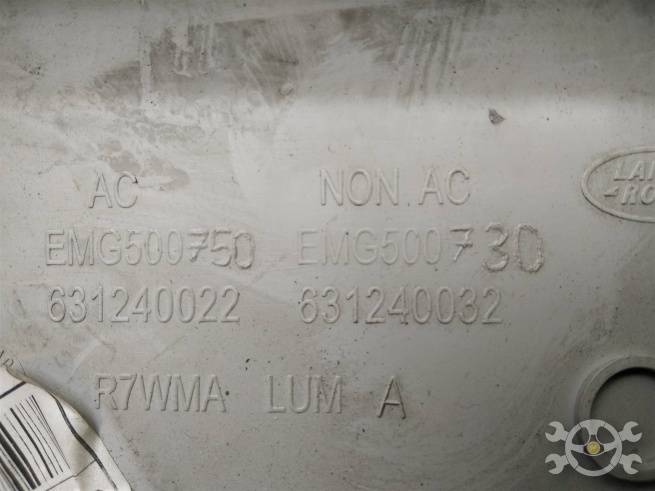 AC NON AC
EMG500750 EMG500730
631240022 631240032
R7WMA LUM A